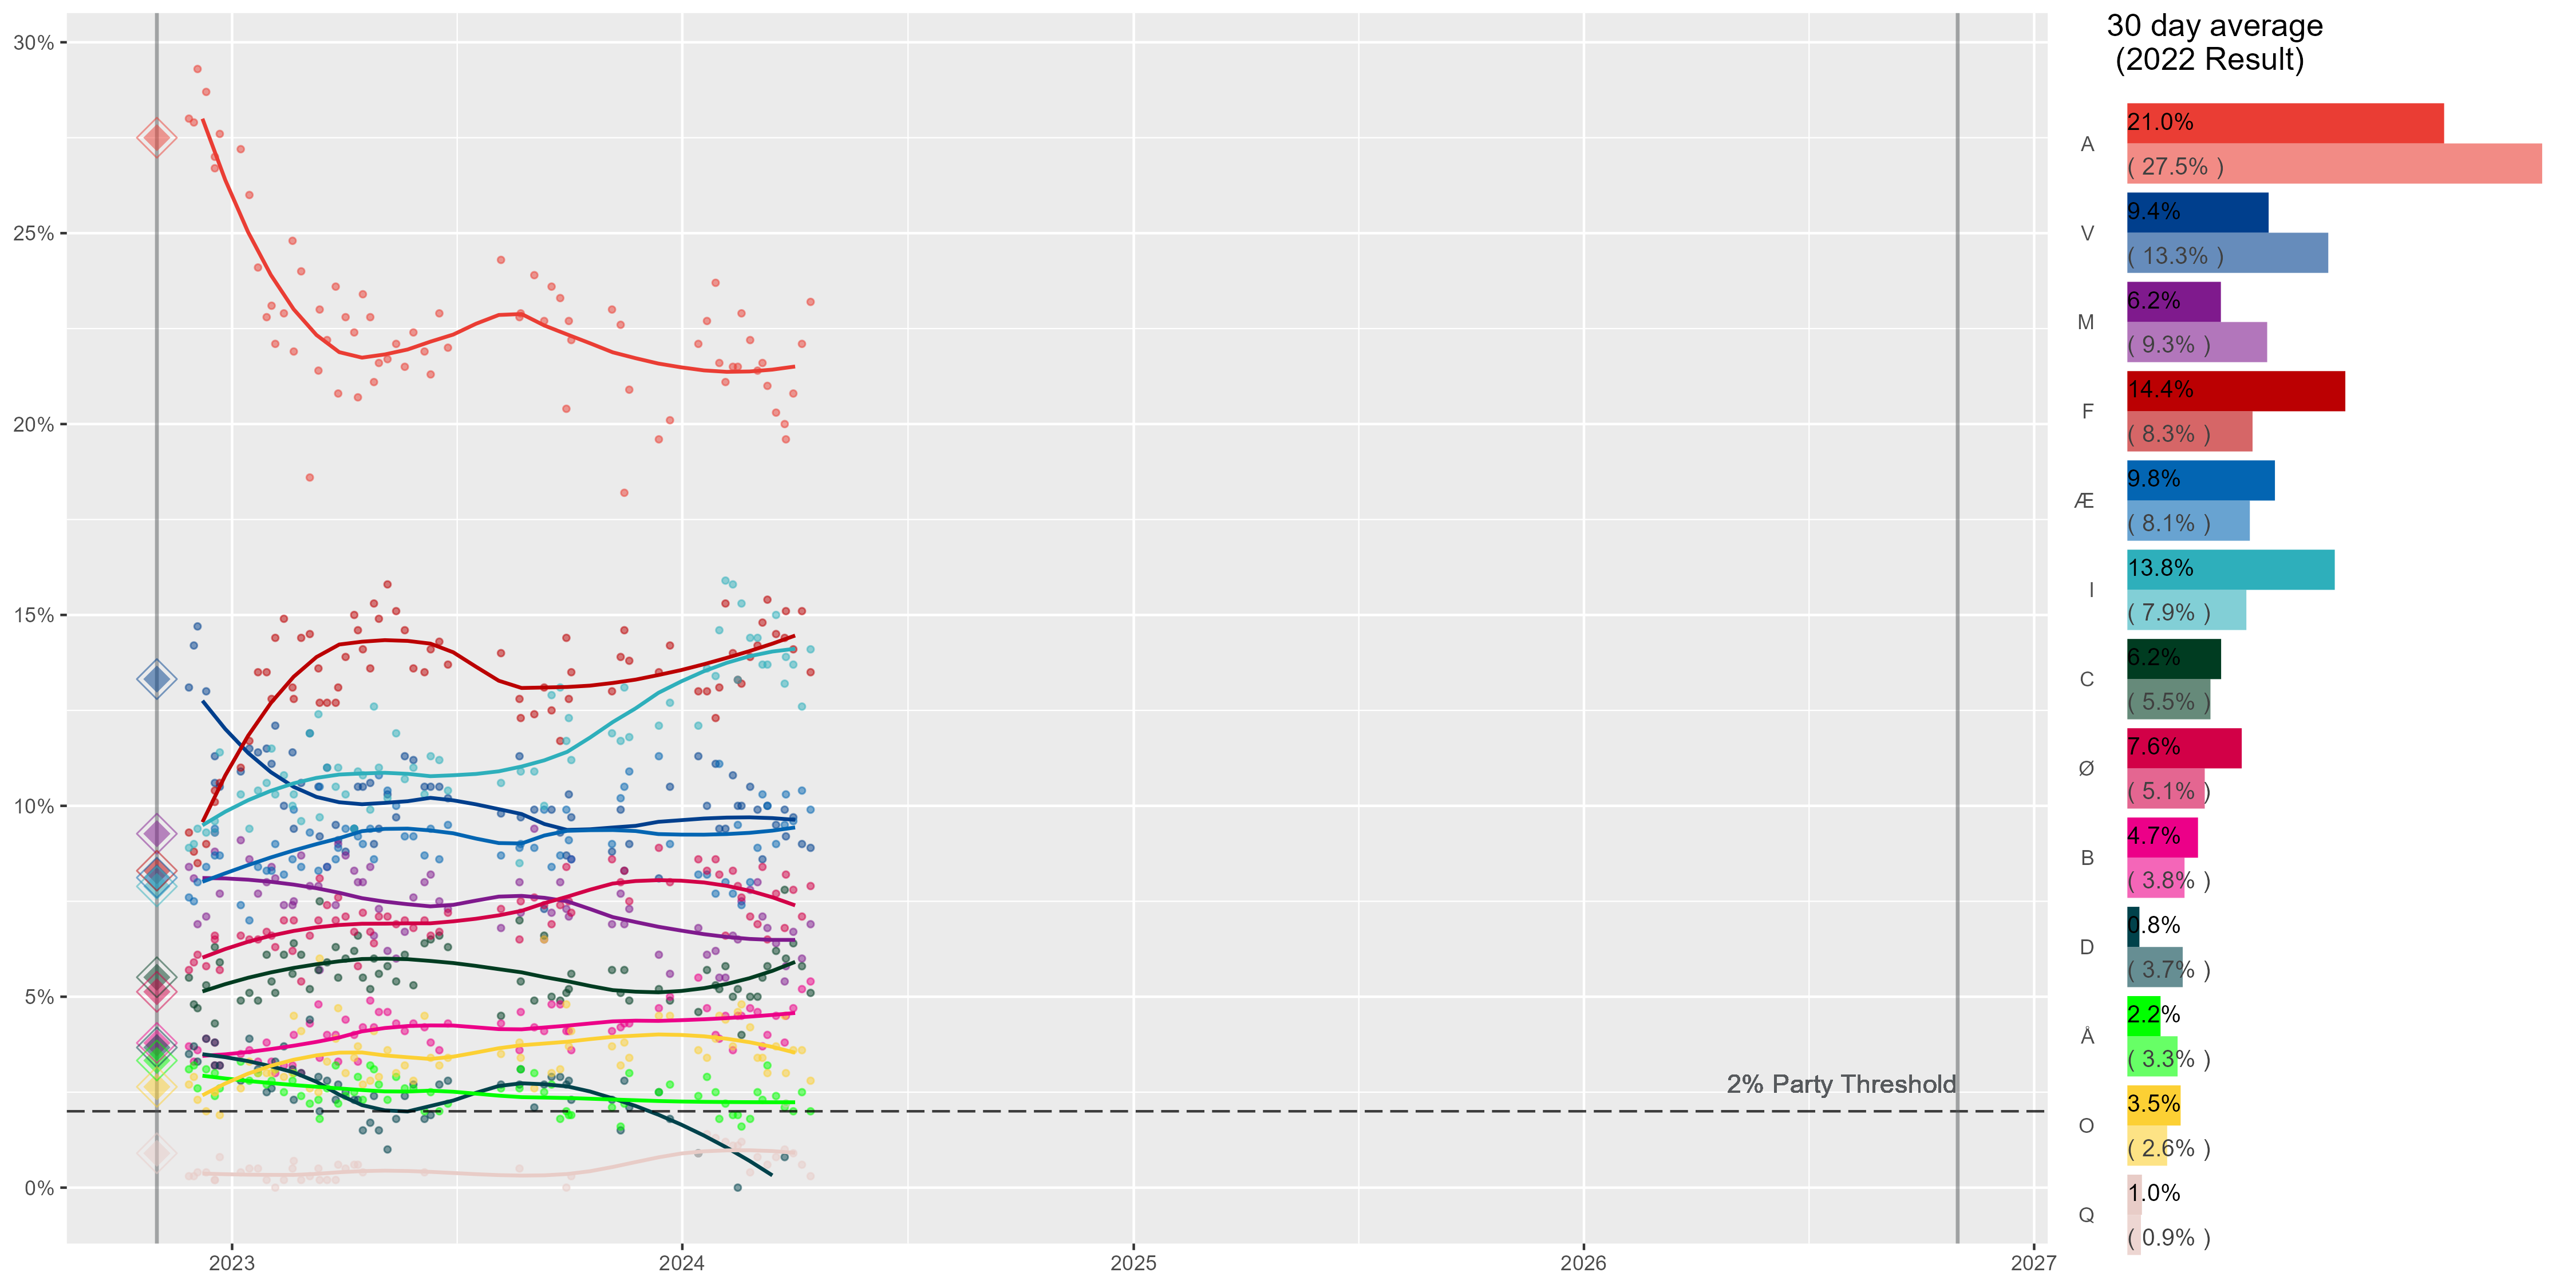 30 day average
(2022 Result)
30%
25%
20%
15%
10%
5%
0%
2023
2024
2025
2026
2027
2% Party Threshold
A
21.0%
( 27.5% )
V
9.4%
( 13.3% )
M
6.2%
( 9.3% )
F
14.4%
( 8.3% )
Æ
9.8%
( 8.1% )
I
13.8%
( 7.9% )
C
6.2%
( 5.5% )
Ø
7.6%
( 5.1% )
B
4.7%
( 3.8% )
D
0.8%
( 3.7% )
Å
2.2%
( 3.3% )
O
3.5%
( 2.6% )
Q
1.0%
( 0.9% )